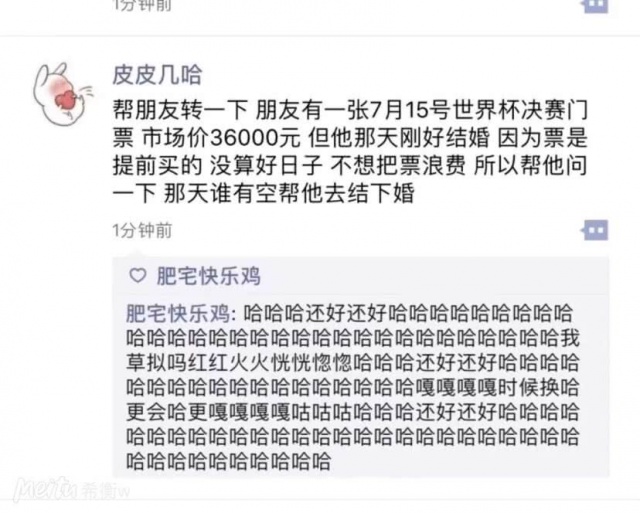 1分钟前
皮皮几哈
帮朋友转一下 朋友有一张7月15号世界杯决赛门
票 市场价36000元 但他那天刚好结婚 因为票是
提前买的 没算好日子 不想把票浪费 所以帮他问
一下 那天谁有空帮他去结下婚
1分钟前
肥宅快乐鸡
肥宅快乐鸡: 哈哈哈还好还好哈哈哈哈哈哈哈哈哈
哈哈哈哈哈哈哈哈哈哈哈哈哈哈哈哈哈哈哈哈哈我
草拟吗红红火火恍恍惚惚哈哈哈还好还好哈哈哈哈
哈哈哈哈哈哈哈哈哈哈哈哈哈嘎嘎嘎嘎时候换哈
更会哈更嘎嘎嘎嘎咕咕咕哈哈哈还好还好哈哈哈哈
哈哈哈哈哈哈哈哈哈哈哈哈哈哈哈哈哈哈哈哈哈哈
哈哈哈哈哈哈哈哈哈哈
Meitu 希衡w